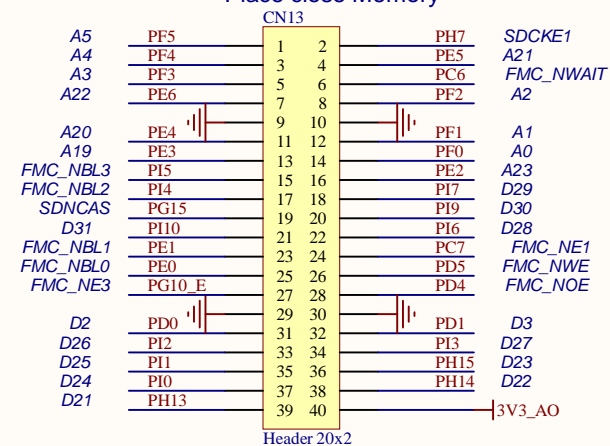 Place close Memory
CN13
A5 PF5 1 2 PH7 SDCKE1
A4 PF4 3 4 PE5 A21
A3 PF3 5 6 PC6 FMC_NWAIT
A22 PE6 7 8 PF2 A2
9 10
A20 PE4 11 12 PF1 A1
A19 PE3 13 14 PF0 A0
FMC_NBL3 PI5 15 16 PE2 A23
FMC_NBL2 PI4 17 18 PI7 D29
SDNCAS PG15 19 20 PI9 D30
D31 PI10 21 22 PI6 D28
FMC_NBL1 PE1 23 24 PC7 FMC_NE1
FMC_NBL0 PE0 25 26 PD5 FMC_NWE
FMC_NE3 PG10_E 27 28 PD4 FMC_NOE
29 30
D2 PD0 31 32 PD1 D3
D26 PI2 33 34 PI3 D27
D25 PI1 35 36 PH15 D23
D24 PI0 37 38 PH14 D22
D21 PH13 39 40 3V3_AO
Header 20x2